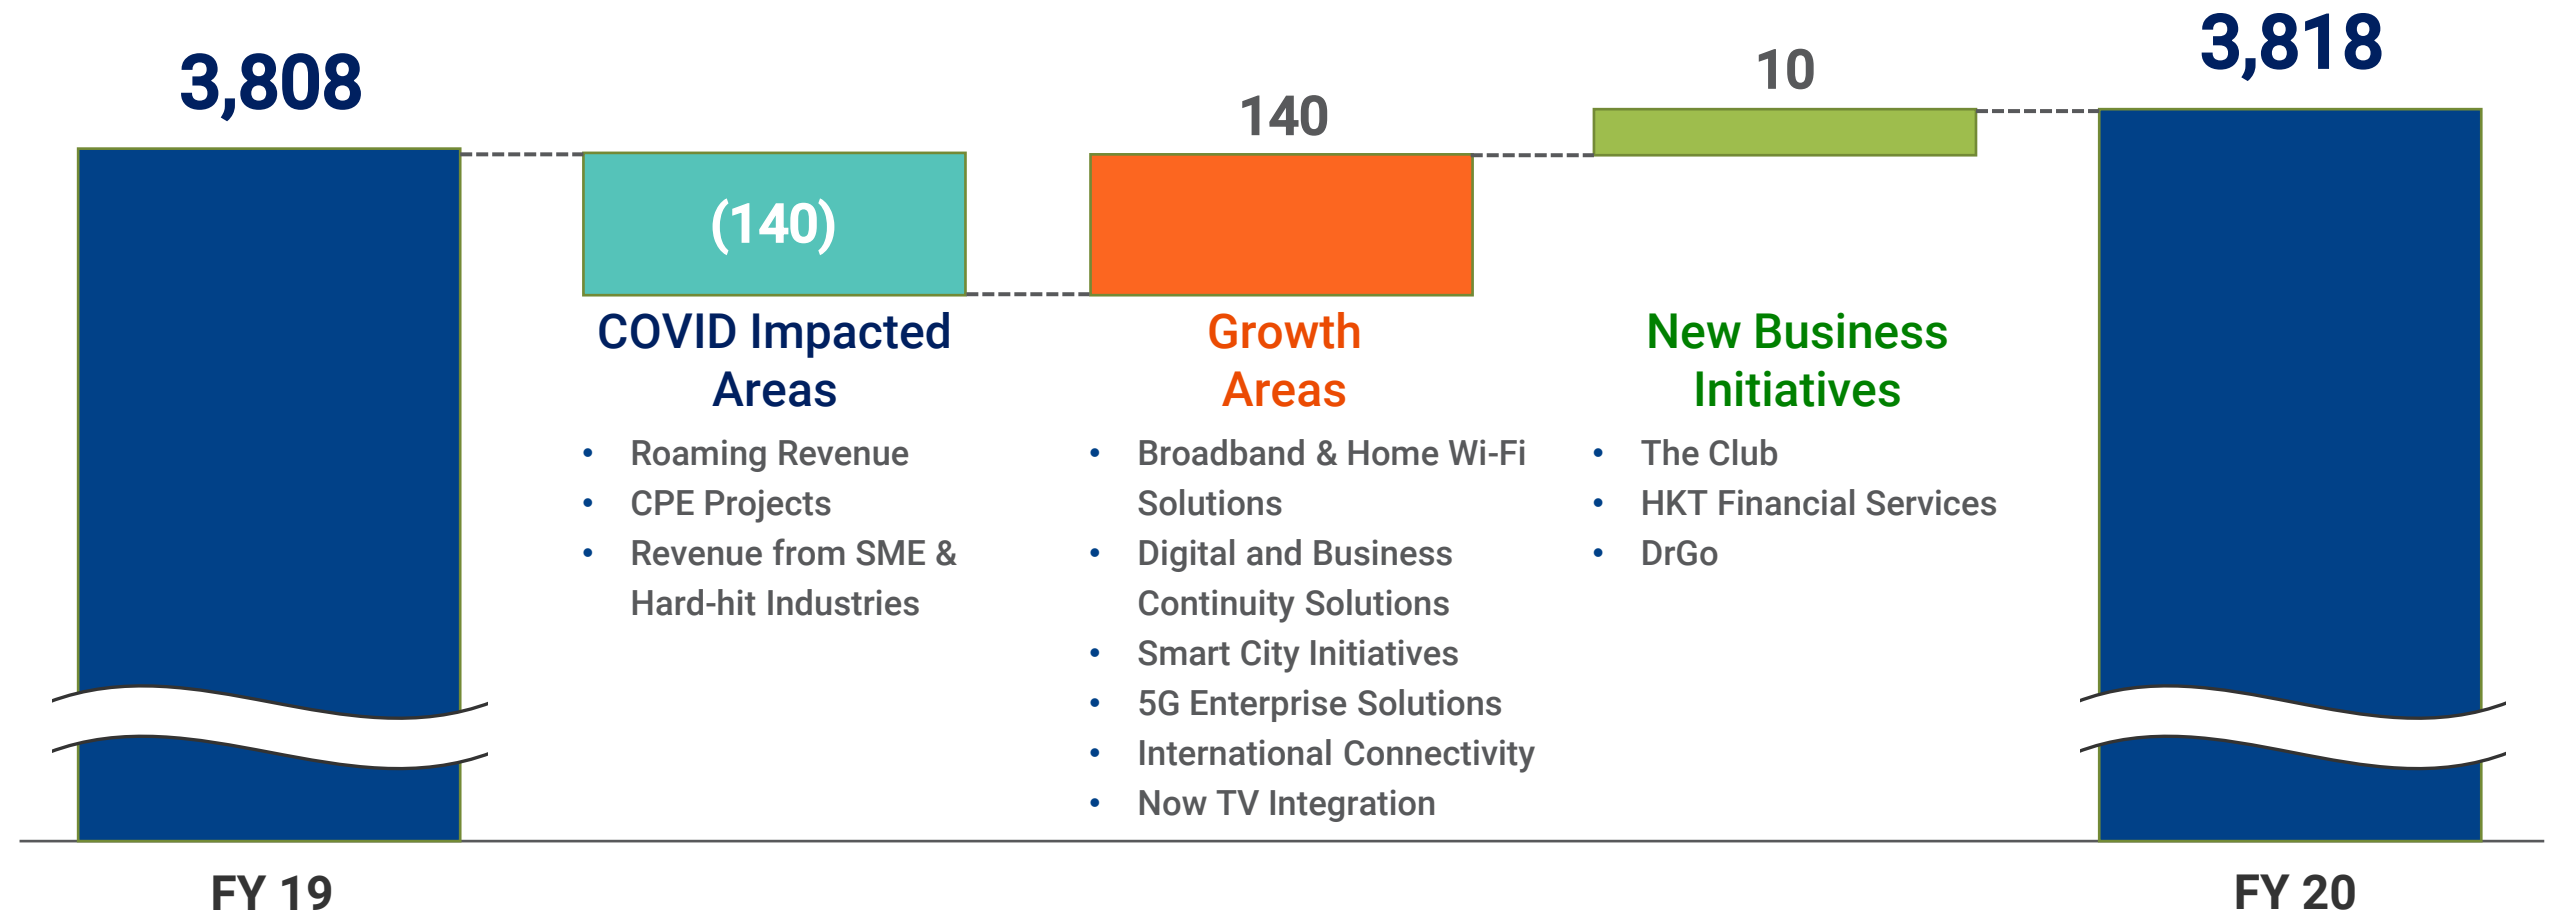 3,808
(140)
140
10
3,818
COVID Impacted
Areas
• Roaming Revenue
• CPE Projects
• Revenue from SME &
Hard-hit Industries
Growth
Areas
• Broadband & Home Wi-Fi
Solutions
• Digital and Business
Continuity Solutions
• Smart City Initiatives
• 5G Enterprise Solutions
• International Connectivity
• Now TV Integration
New Business
Initiatives
• The Club
• HKT Financial Services
• DrGo
FY 19
FY 20